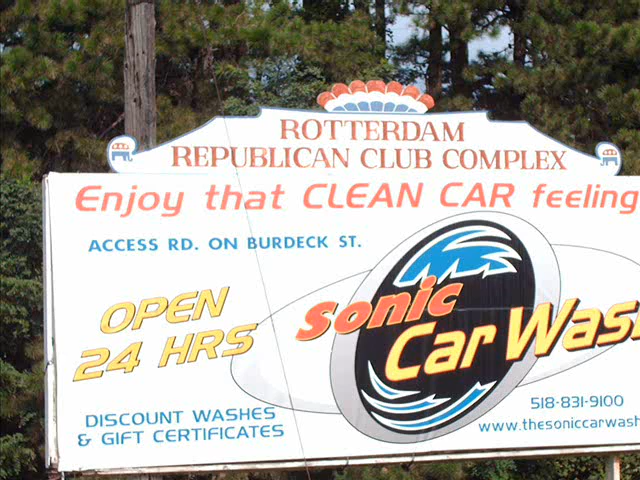 ROTTERDAM
REPUBLICAN CLUB COMPLEX
Enjoy that CLEAN CAR feeling
ACCESS RD. ON BURDECK ST.
OPEN
24 HRS
Sonic
Car Wash
DISCOUNT WASHES
& GIFT CERTIFICATES
518-831-9100
www.thesoniccarwash